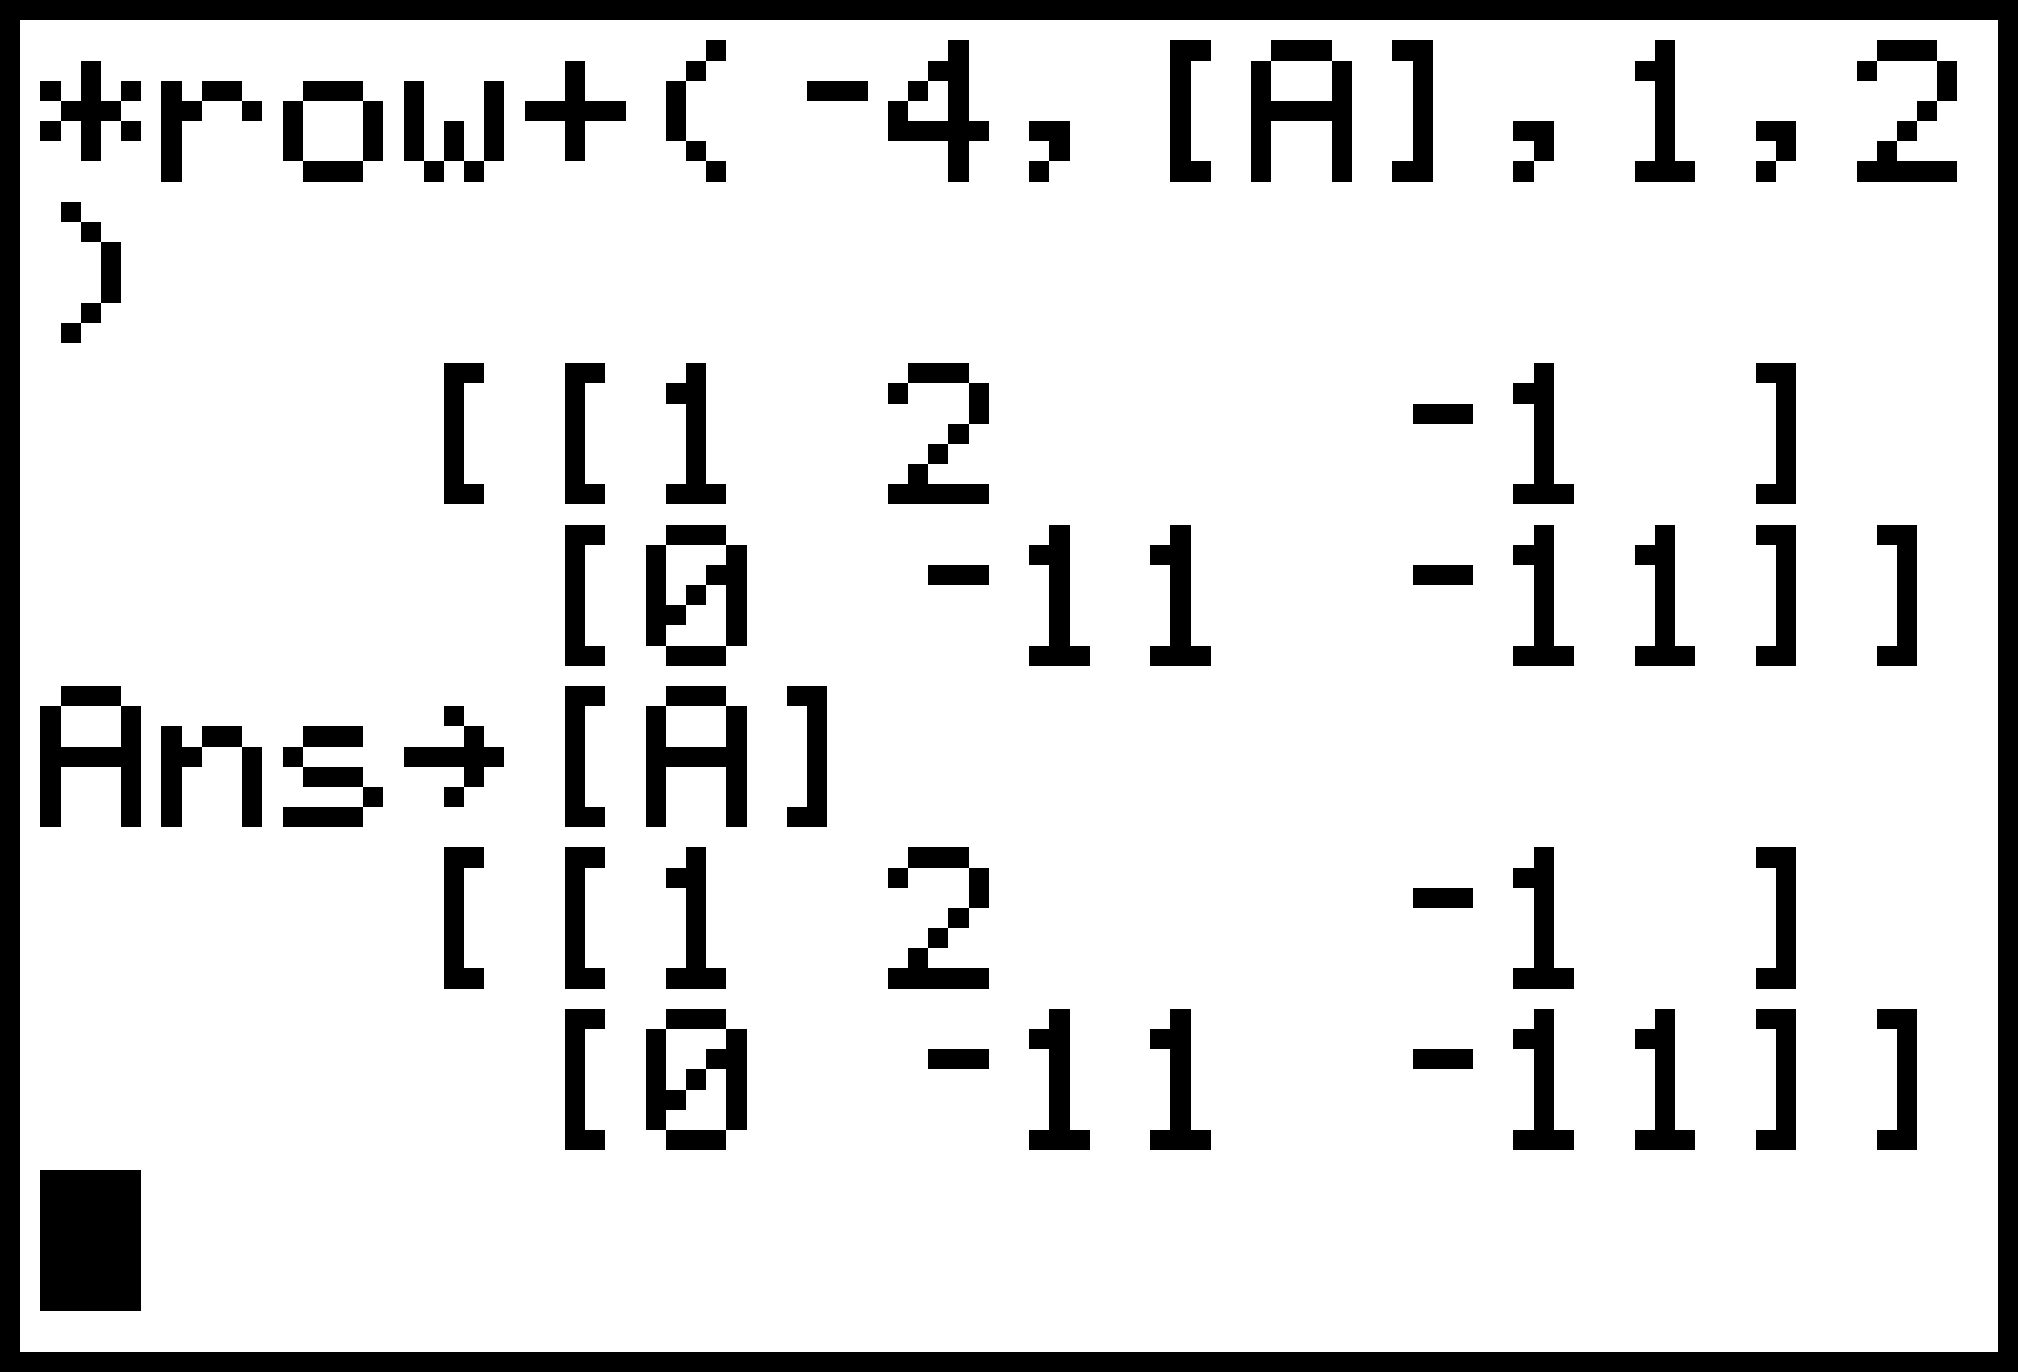 *row+(-4,[A],1,2
)
[[1 2 -1 ]
[0 -11 -11]]
Ans→[A]
[[1 2 -1 ]
[0 -11 -11]]